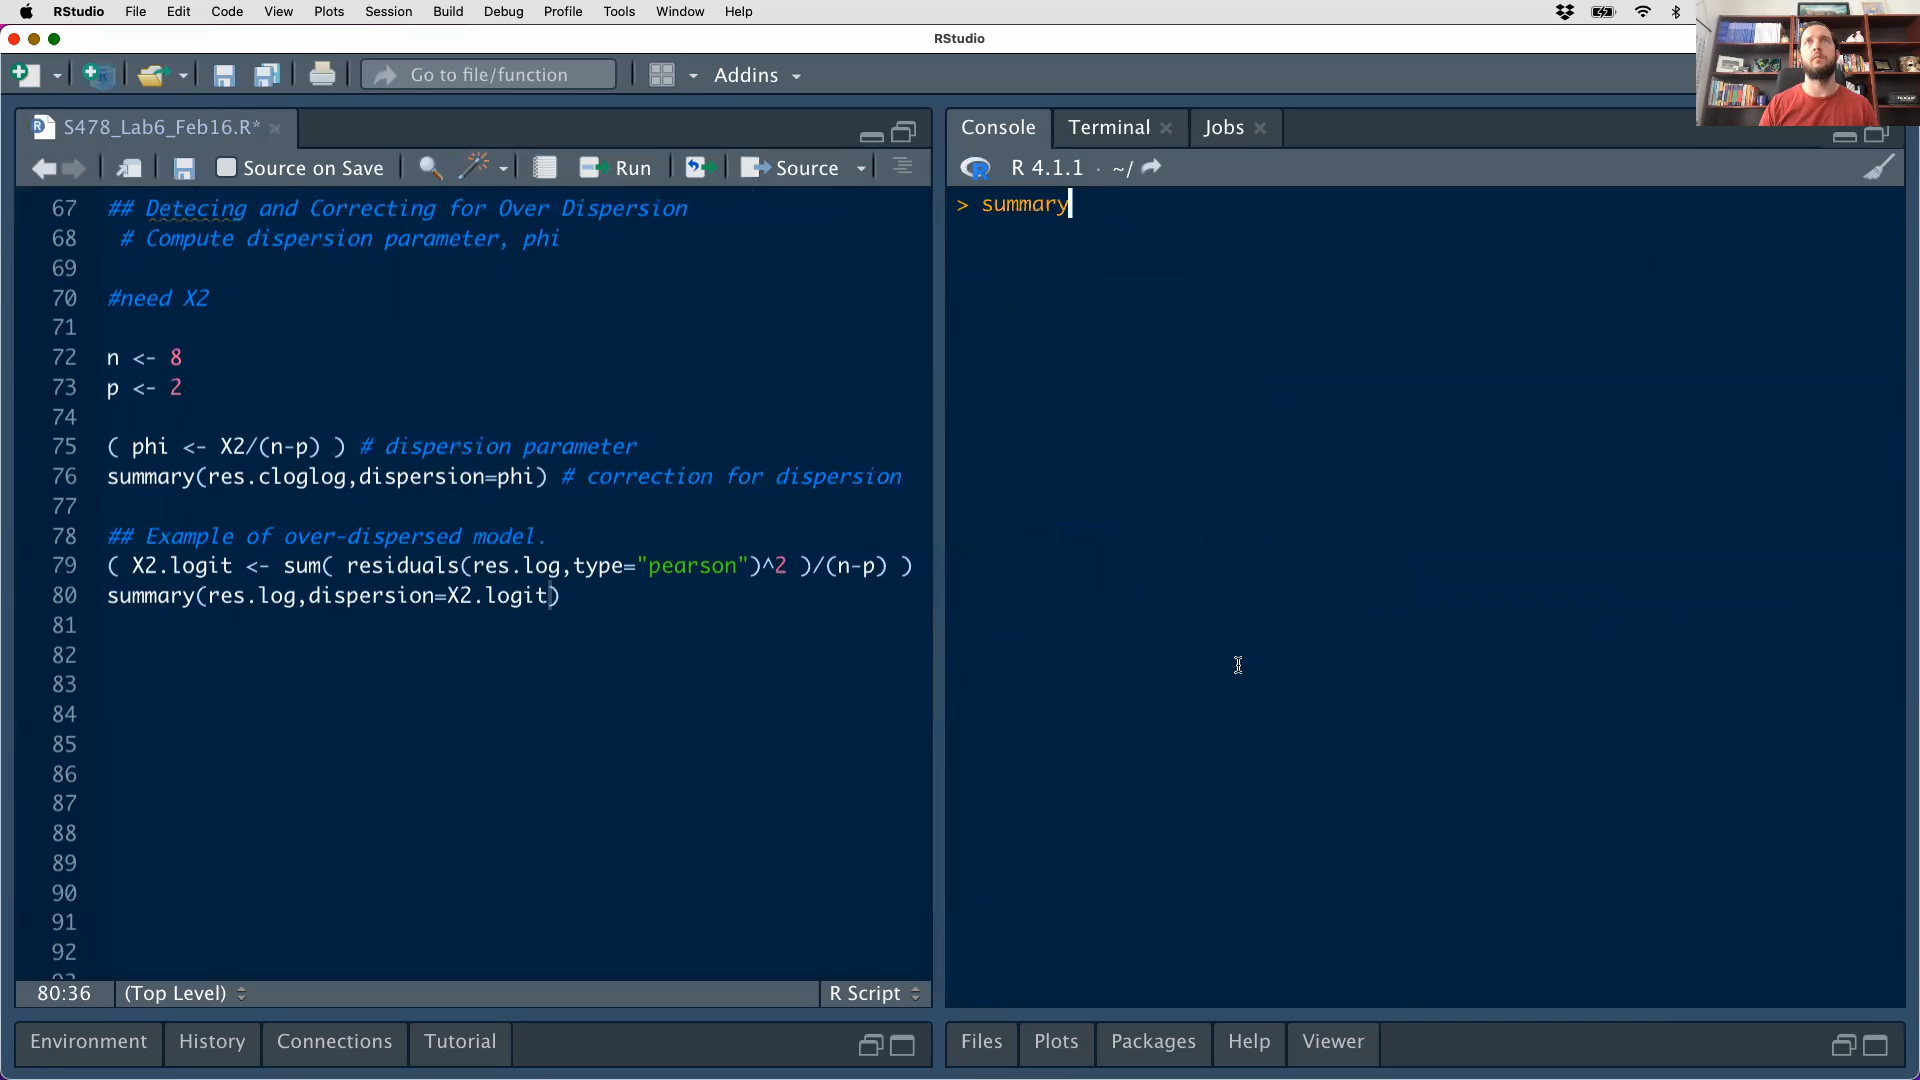 RStudio File Edit Code View Plots Session Build Debug Profile Tools Window Help
RStudio
Go to file/function
Addins
S478_Lab6_Feb16.R*
Source on Save
Run
Source
67 ## Detecing and Correcting for Over Dispersion
68 # Compute dispersion parameter, phi
69
70 #need X2
71
72 n <- 8
73 p <- 2
74
75 ( phi <- X2/(n-p) ) # dispersion parameter
76 summary(res.cloglog,dispersion=phi) # correction for dispersion
77
78 ## Example of over-dispersed model.
79 ( X2.logit <- sum( residuals(res.log,type="pearson")^2 )/(n-p) )
80 summary(res.log,dispersion=X2.logit)
81
82
83
84
85
86
87
88
89
90
91
92
80:36 (Top Level) R Script
Environment History Connections Tutorial
Console Terminal Jobs
R 4.1.1 · ~/
> summary
Files Plots Packages Help Viewer